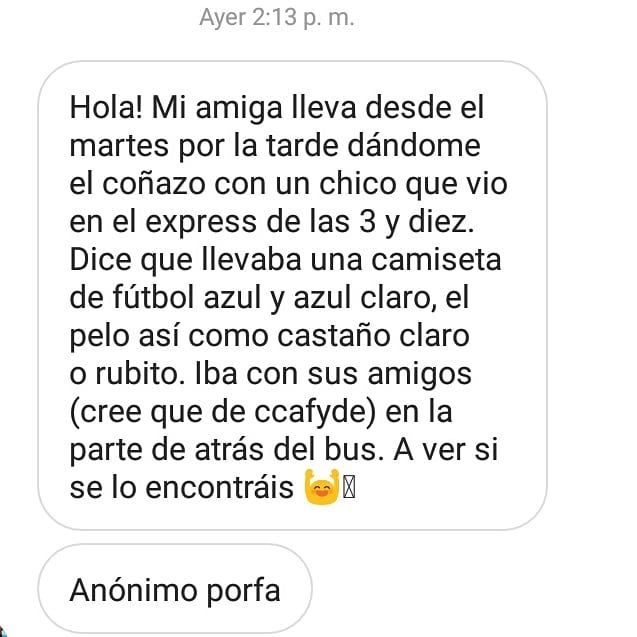 Ayer 2:13 p. m.
Hola! Mi amiga lleva desde el
martes por la tarde dándome
el coñazo con un chico que vio
en el express de las 3 y diez.
Dice que llevaba una camiseta
de fútbol azul y azul claro, el
pelo así como castaño claro
o rubito. Iba con sus amigos
(cree que de ccafyde) en la
parte de atrás del bus. A ver si
se lo encontráis 🙌
Anónimo porfa